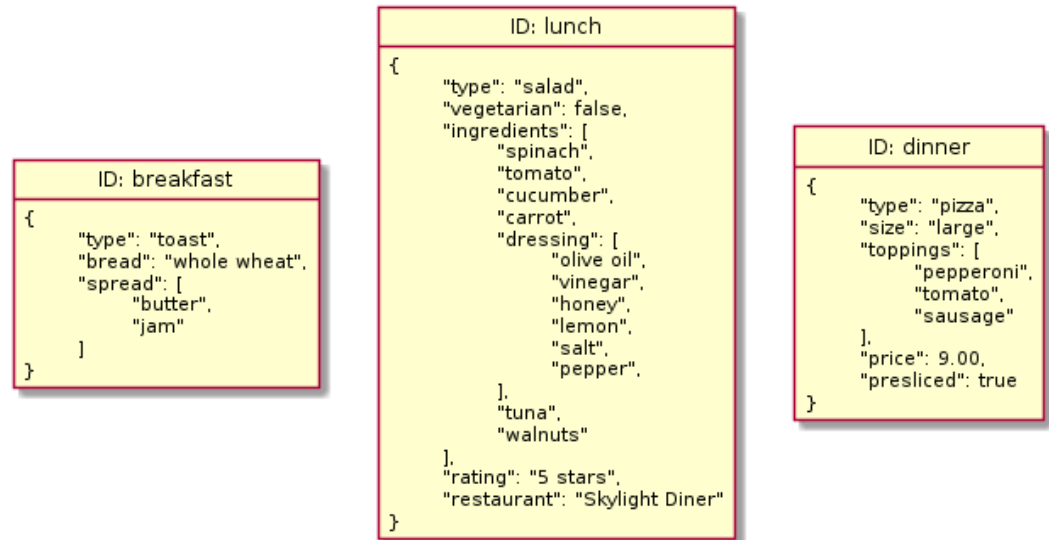 ID: breakfast
{
"type": "toast",
"bread": "whole wheat",
"spread": [
"butter",
"jam"
]
}
ID: lunch
{
"type": "salad",
"vegetarian": false,
"ingredients": [
"spinach",
"tomato",
"cucumber",
"carrot",
"dressing": [
"olive oil",
"vinegar",
"honey",
"lemon",
"salt",
"pepper",
],
"tuna",
"walnuts"
],
"rating": "5 stars",
"restaurant": "Skylight Diner"
}
ID: dinner
{
"type": "pizza",
"size": "large",
"toppings": [
"pepperoni",
"tomato",
"sausage"
],
"price": 9.00,
"presliced": true
}